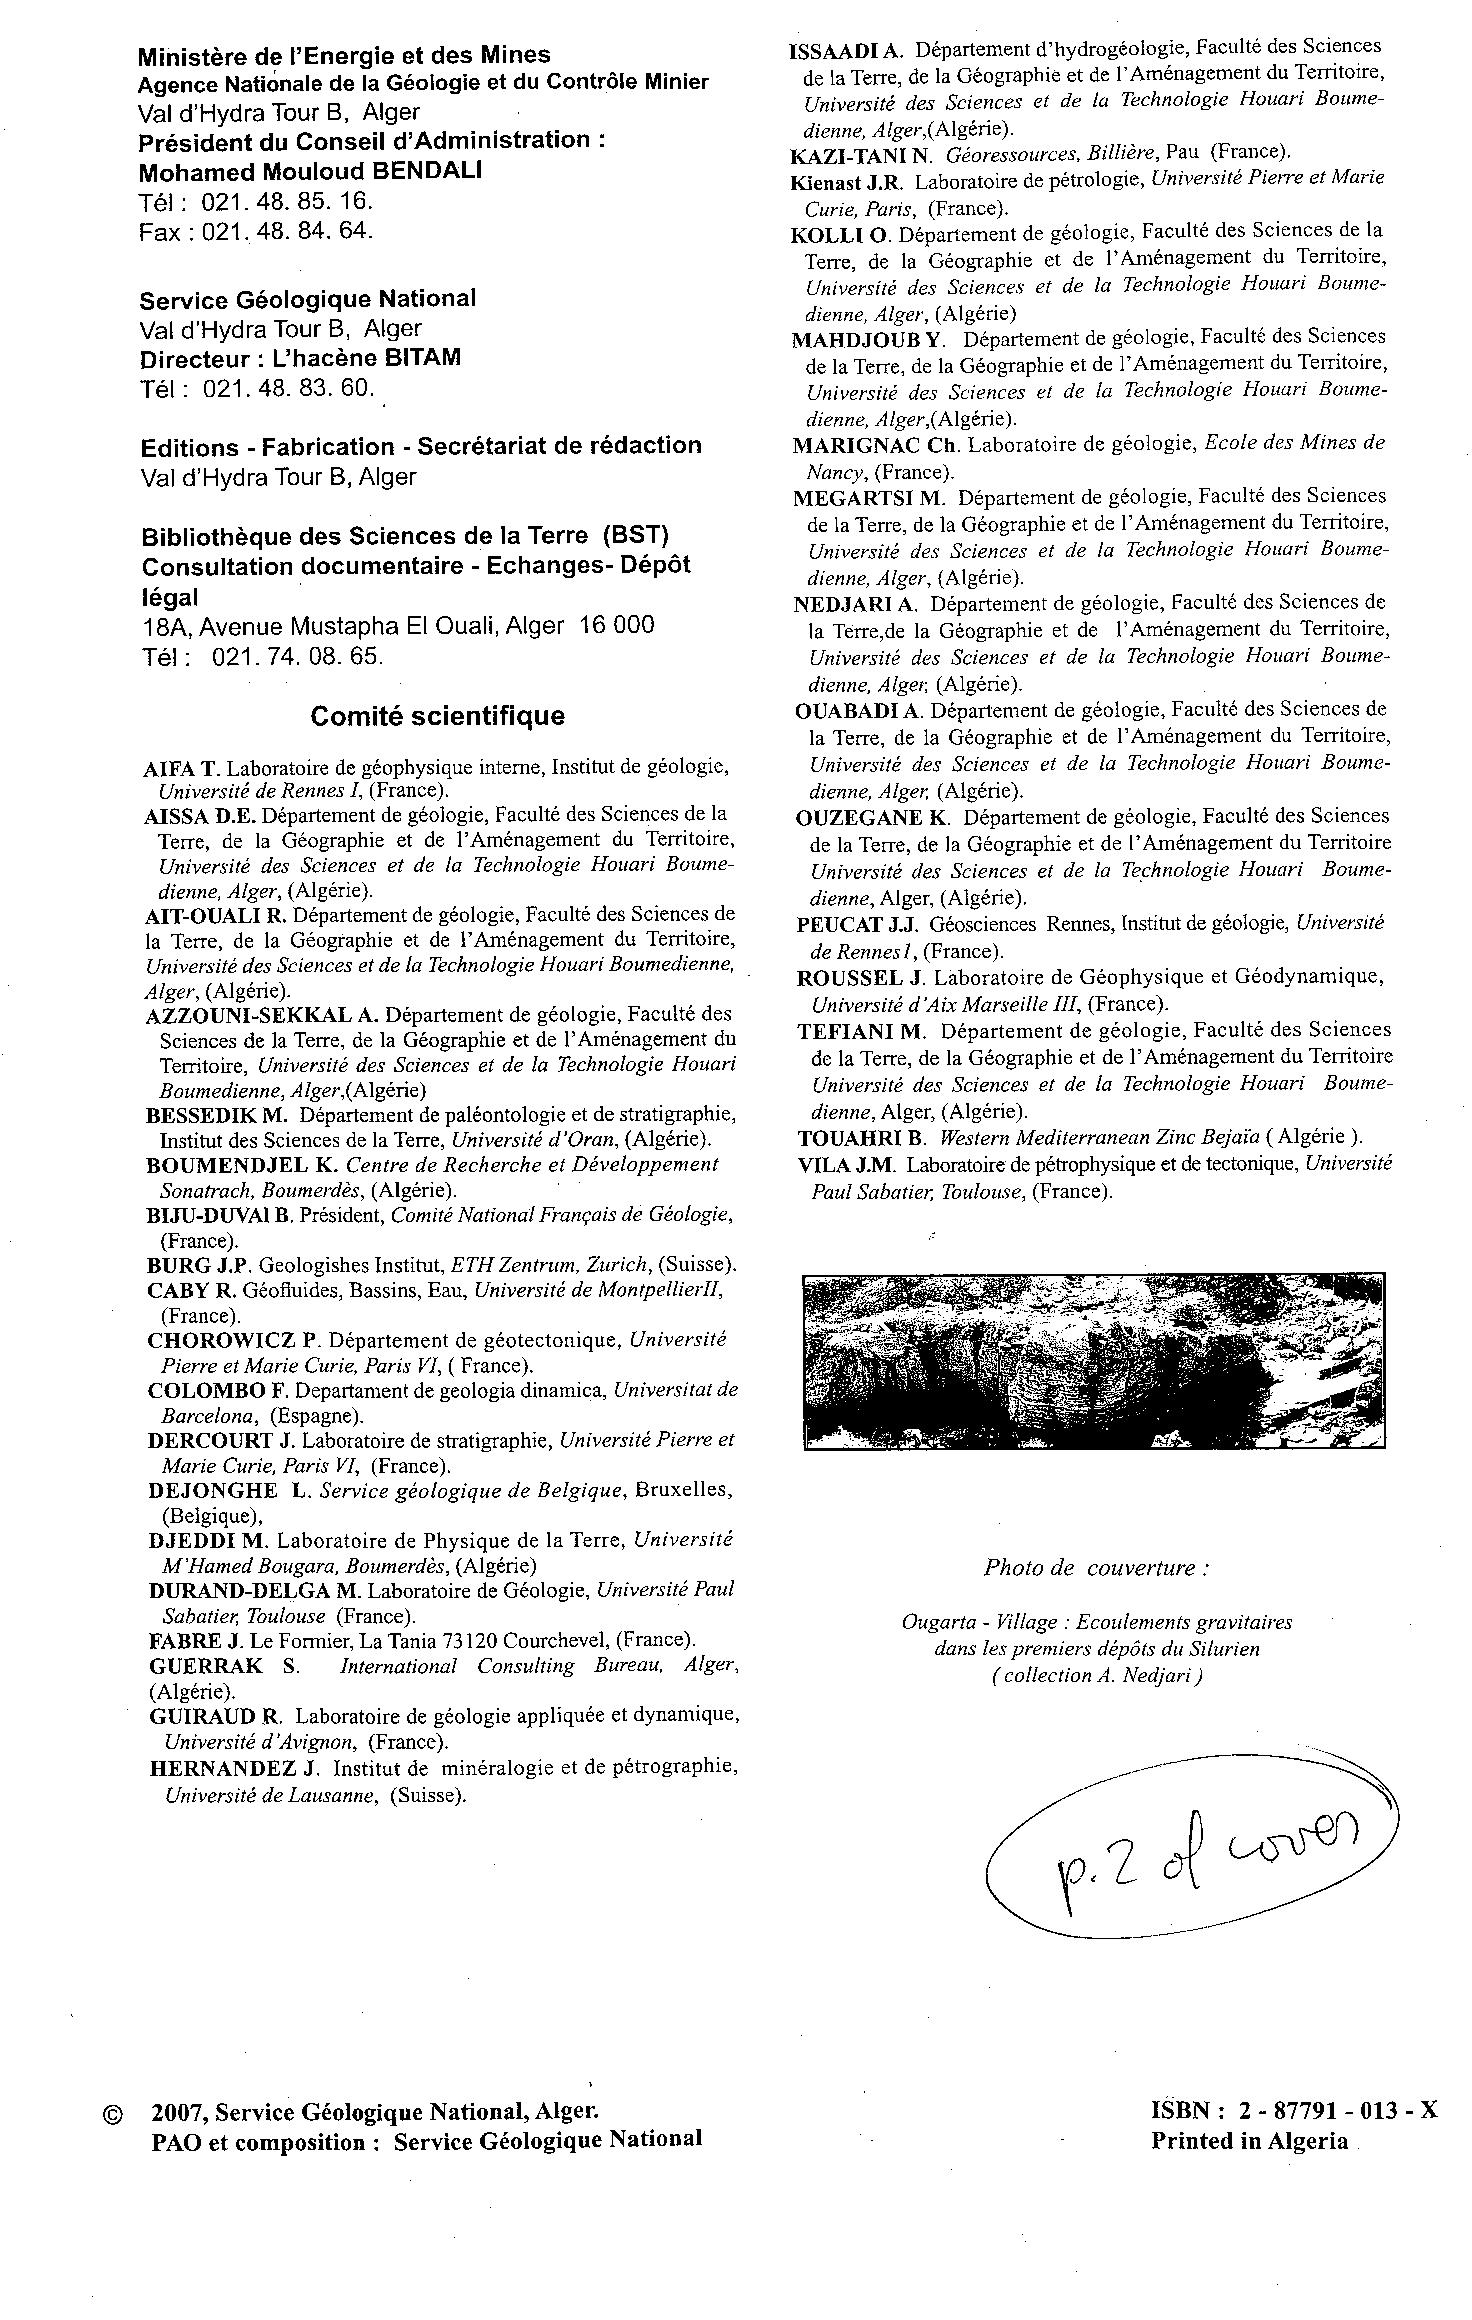 Ministère de l'Energie et des Mines
Agence Nationale de la Géologie et du Contrôle Minier
Val d'Hydra Tour B, Alger
Président du Conseil d'Administration :
Mohamed Mouloud BENDALI
Tél : 021. 48. 85. 16.
Fax : 021. 48. 84. 64.
Service Géologique National
Val d'Hydra Tour B, Alger
Directeur : L'hacène BITAM
Tél : 021. 48. 83. 60.
Editions - Fabrication - Secrétariat de rédaction
Val d'Hydra Tour B, Alger
Bibliothèque des Sciences de la Terre (BST)
Consultation documentaire - Echanges- Dépôt
légal
18A, Avenue Mustapha El Ouali, Alger 16 000
Tél : 021. 74. 08. 65.
Comité scientifique
AIFA T. Laboratoire de géophysique interne, Institut de géologie,
Université de Rennes I, (France).
AISSA D.E. Département de géologie, Faculté des Sciences de la
Terre, de la Géographie et de l'Aménagement du Territoire,
Université des Sciences et de la Technologie Houari Boume-
dienne, Alger, (Algérie).
AIT-OUALI R. Département de géologie, Faculté des Sciences de
la Terre, de la Géographie et de l'Aménagement du Territoire,
Université des Sciences et de la Technologie Houari Boumedienne,
Alger, (Algérie).
AZZOUNI-SEKKAL A. Département de géologie, Faculté des
Sciences de la Terre, de la Géographie et de l'Aménagement du
Territoire, Université des Sciences et de la Technologie Houari
Boumedienne, Alger,(Algérie)
BESSEDIK M. Département de paléontologie et de stratigraphie,
Institut des Sciences de la Terre, Université d'Oran, (Algérie).
BOUMENDJEL K. Centre de Recherche et Développement
Sonatrach, Boumerdès, (Algérie).
BIJU-DUVAl B. Président, Comité National Français de Géologie,
(France).
BURG J.P. Geologishes Institut, ETH Zentrum, Zurich, (Suisse).
CABY R. Géofluides, Bassins, Eau, Université de MontpellierII,
(France).
CHOROWICZ P. Département de géotectonique, Université
Pierre et Marie Curie, Paris VI, ( France).
COLOMBO F. Departament de geologia dinamica, Universitat de
Barcelona, (Espagne).
DERCOURT J. Laboratoire de stratigraphie, Université Pierre et
Marie Curie, Paris VI, (France).
DEJONGHE L. Service géologique de Belgique, Bruxelles,
(Belgique),
DJEDDI M. Laboratoire de Physique de la Terre, Université
M'Hamed Bougara, Boumerdès, (Algérie)
DURAND-DELGA M. Laboratoire de Géologie, Université Paul
Sabatier, Toulouse (France).
FABRE J. Le Formier, La Tania 73120 Courchevel, (France).
GUERRAK S. International Consulting Bureau, Alger,
(Algérie).
GUIRAUD R. Laboratoire de géologie appliquée et dynamique,
Université d'Avignon, (France).
HERNANDEZ J. Institut de minéralogie et de pétrographie,
Université de Lausanne, (Suisse).
ISSAADI A. Département d'hydrogéologie, Faculté des Sciences
de la Terre, de la Géographie et de l'Aménagement du Territoire,
Université des Sciences et de la Technologie Houari Boume-
dienne, Alger,(Algérie).
KAZI-TANI N. Géoressources, Billière, Pau (France).
Kienast J.R. Laboratoire de pétrologie, Université Pierre et Marie
Curie, Paris, (France).
KOLLI O. Département de géologie, Faculté des Sciences de la
Terre, de la Géographie et de l'Aménagement du Territoire,
Université des Sciences et de la Technologie Houari Boume-
dienne, Alger, (Algérie)
MAHDJOUB Y. Département de géologie, Faculté des Sciences
de la Terre, de la Géographie et de l'Aménagement du Territoire,
Université des Sciences et de la Technologie Houari Boume-
dienne, Alger,(Algérie).
MARIGNAC Ch. Laboratoire de géologie, Ecole des Mines de
Nancy, (France).
MEGARTSI M. Département de géologie, Faculté des Sciences
de la Terre, de la Géographie et de l'Aménagement du Territoire,
Université des Sciences et de la Technologie Houari Boume-
dienne, Alger, (Algérie).
NEDJARI A. Département de géologie, Faculté des Sciences de
la Terre,de la Géographie et de l'Aménagement du Territoire,
Université des Sciences et de la Technologie Houari Boume-
dienne, Alger, (Algérie).
OUABADI A. Département de géologie, Faculté des Sciences de
la Terre, de la Géographie et de l'Aménagement du Territoire,
Université des Sciences et de la Technologie Houari Boume-
dienne, Alger, (Algérie).
OUZEGANE K. Département de géologie, Faculté des Sciences
de la Terre, de la Géographie et de l'Aménagement du Territoire
Université des Sciences et de la Technologie Houari Boume-
dienne, Alger, (Algérie).
PEUCAT J.J. Géosciences Rennes, Institut de géologie, Université
de Rennes I, (France).
ROUSSEL J. Laboratoire de Géophysique et Géodynamique,
Université d'Aix Marseille III, (France).
TEFIANI M. Département de géologie, Faculté des Sciences
de la Terre, de la Géographie et de l'Aménagement du Territoire
Université des Sciences et de la Technologie Houari Boume-
dienne, Alger, (Algérie).
TOUAHRI B. Western Mediterranean Zinc Bejaïa ( Algérie ).
VILA J.M. Laboratoire de pétrophysique et de tectonique, Université
Paul Sabatier, Toulouse, (France).
Photo de couverture :
Ougarta - Village : Ecoulements gravitaires
dans les premiers dépôts du Silurien
( collection A. Nedjari )
p. 2 of cover
© 2007, Service Géologique National, Alger.
PAO et composition : Service Géologique National
ISBN : 2 - 87791 - 013 - X
Printed in Algeria